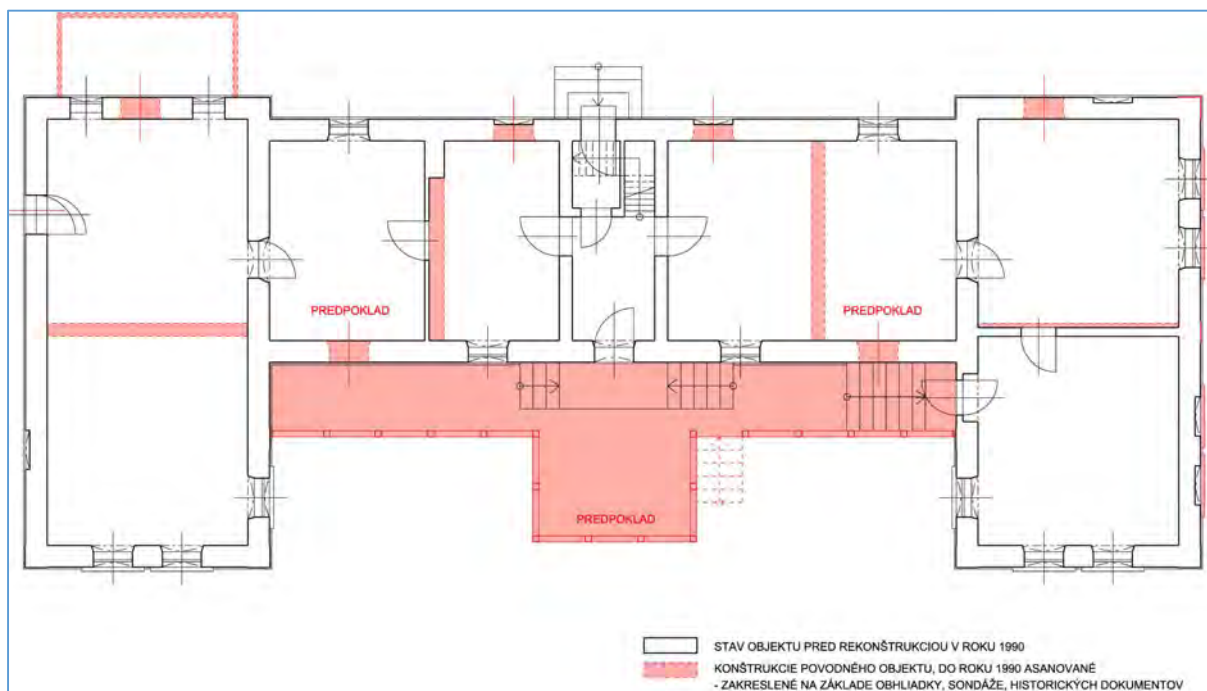 PREDPOKLAD
PREDPOKLAD
PREDPOKLAD
STAV OBJEKTU PRED REKONŠTRUKCIOU V ROKU 1990
KONŠTRUKCIE POVODNÉHO OBJEKTU, DO ROKU 1990 ASANOVANÉ
- ZAKRESLENÉ NA ZÁKLADE OBHLIADKY, SONDÁŽE, HISTORICKÝCH DOKUMENTOV